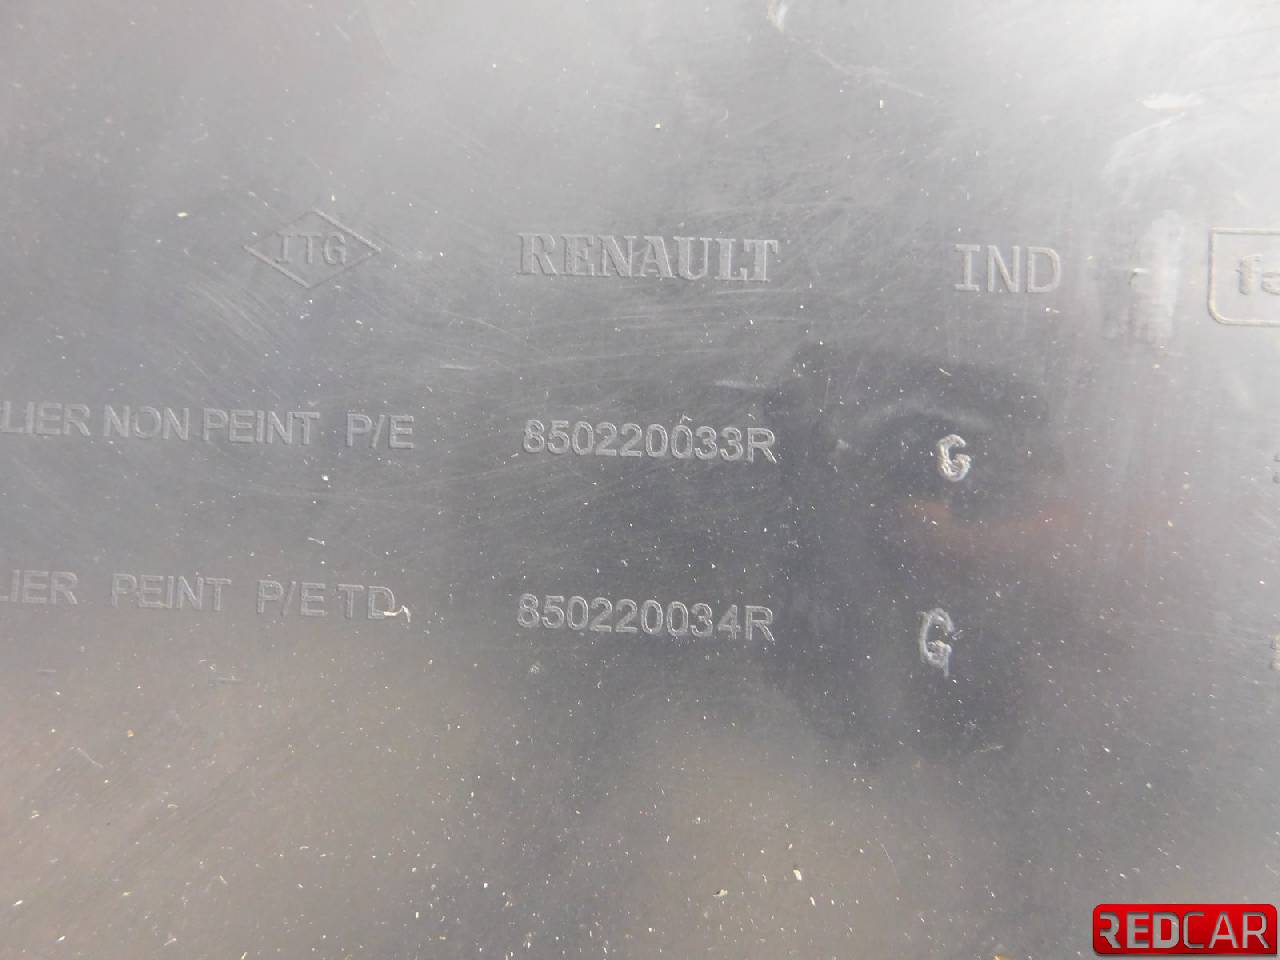 ITG RENAULT IND
LIER NON PEINT P/E 850220033R G
LIER PEINT P/E TD 850220034R G
REDCAR